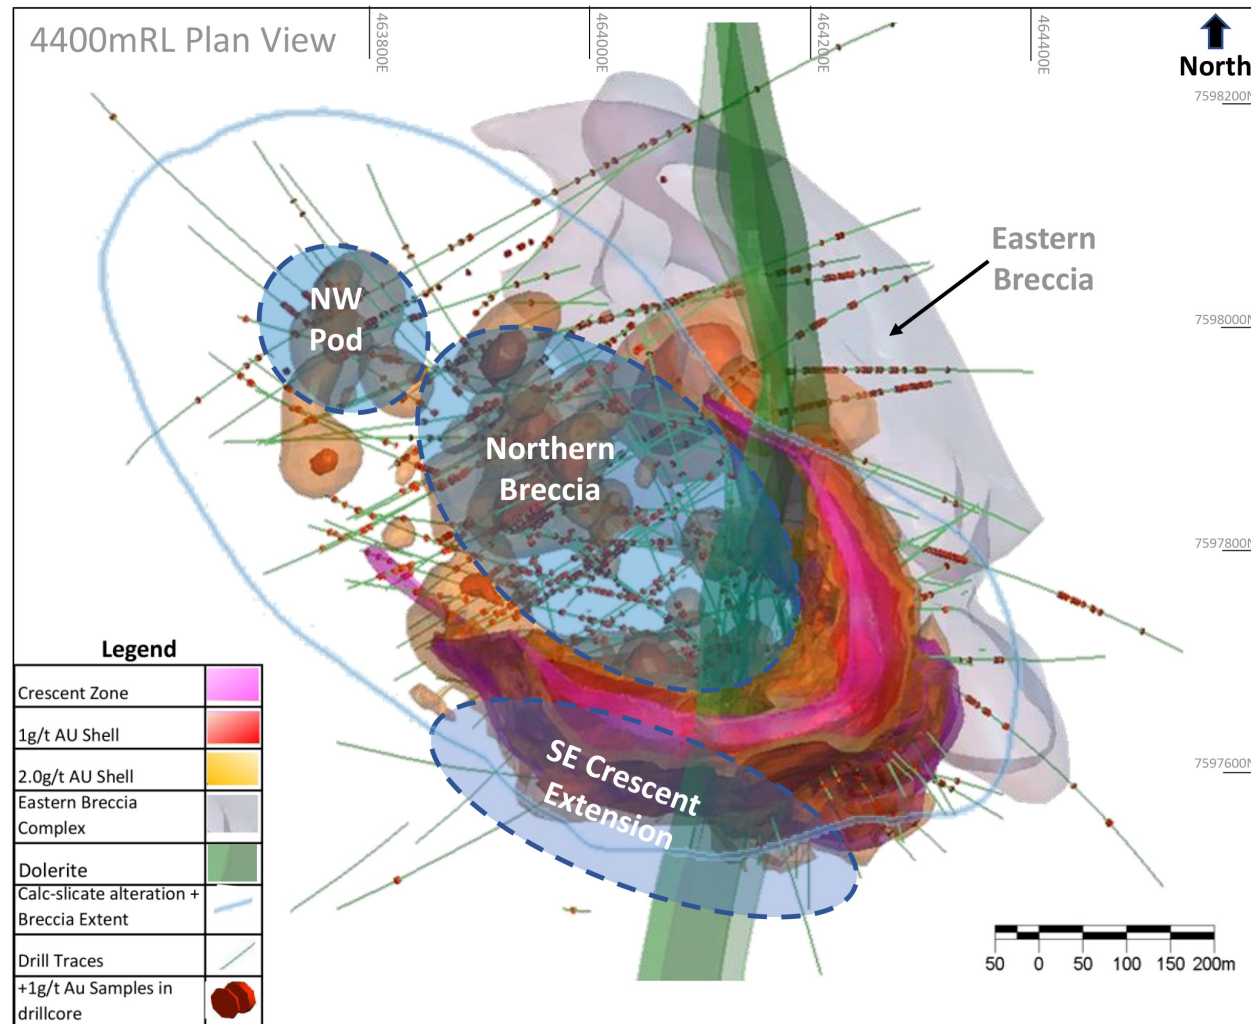 4400mRL Plan View
463800E
464000E
464200E
464400E
North
7598200N
Eastern
Breccia
NW
Pod
7598000N
Northern
Breccia
7597800N
SE Crescent
Extension
7597600N
Legend
Crescent Zone
1g/t AU Shell
2.0g/t AU Shell
Eastern Breccia
Complex
Dolerite
Calc-slicate alteration +
Breccia Extent
Drill Traces
+1g/t Au Samples in
drillcore
50 0 50 100 150 200m